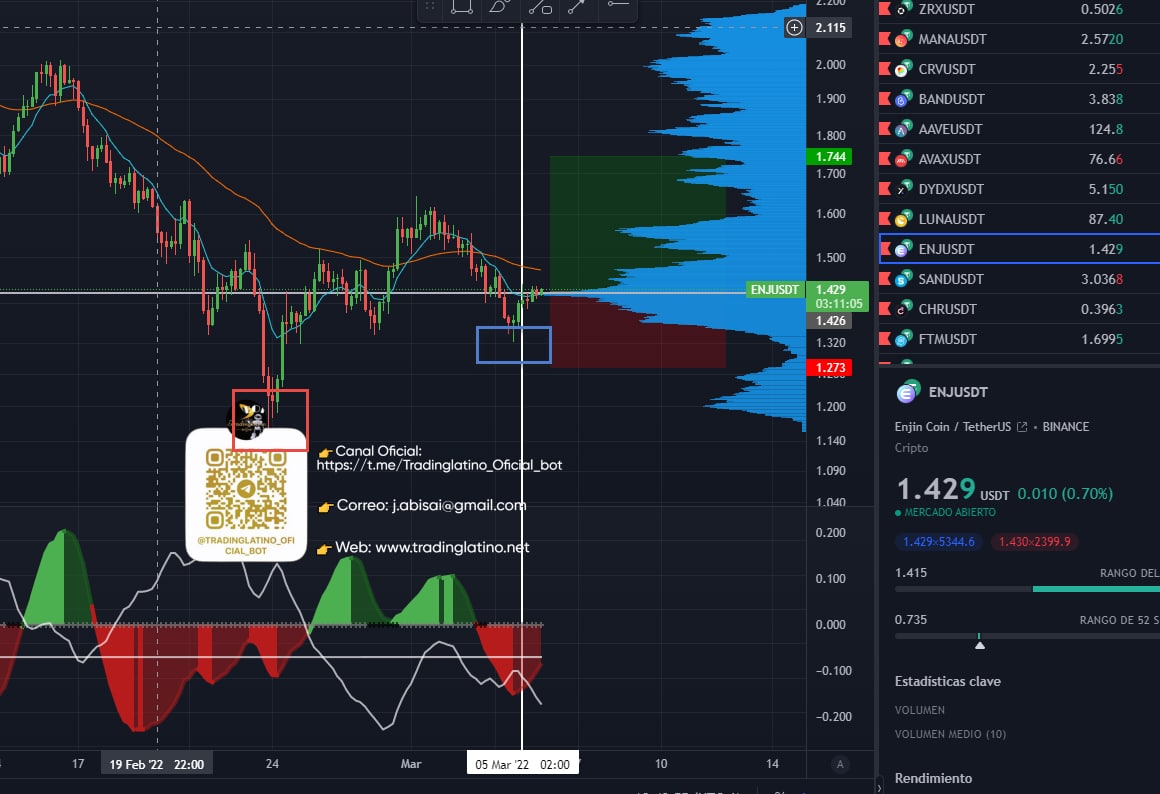 2.200
2.115
2.000
1.900
1.800
1.744
1.700
1.600
1.500
ENJUSDT 1.429
03:11:05
1.426
1.320
1.273
1.200
1.140
1.090
1.040
0.200
0.100
0.000
−0.100
−0.200
👉Canal Oficial:
https://t.me/Tradinglatino_Oficial_bot
👉 Correo: j.abisai@gmail.com
👉 Web: www.tradinglatino.net
@TRADINGLATINO_OFI
CIAL_BOT
17 19 Feb '22 22:00 24 Mar 05 Mar '22 02:00 10 14 A
ZRXUSDT 0.5026
MANAUSDT 2.5720
CRVUSDT 2.255
BANDUSDT 3.838
AAVEUSDT 124.8
AVAXUSDT 76.66
DYDXUSDT 5.150
LUNAUSDT 87.40
ENJUSDT 1.429
SANDUSDT 3.0368
CHRUSDT 0.3963
FTMUSDT 1.6995
ENJUSDT
Enjin Coin / TetherUS • BINANCE
Cripto
1.429 USDT 0.010 (0.70%)
MERCADO ABIERTO
1.429×5344.6 1.430×2399.9
1.415 RANGO DEL
0.735 RANGO DE 52 S
Estadísticas clave
VOLUMEN
VOLUMEN MEDIO (10)
Rendimiento